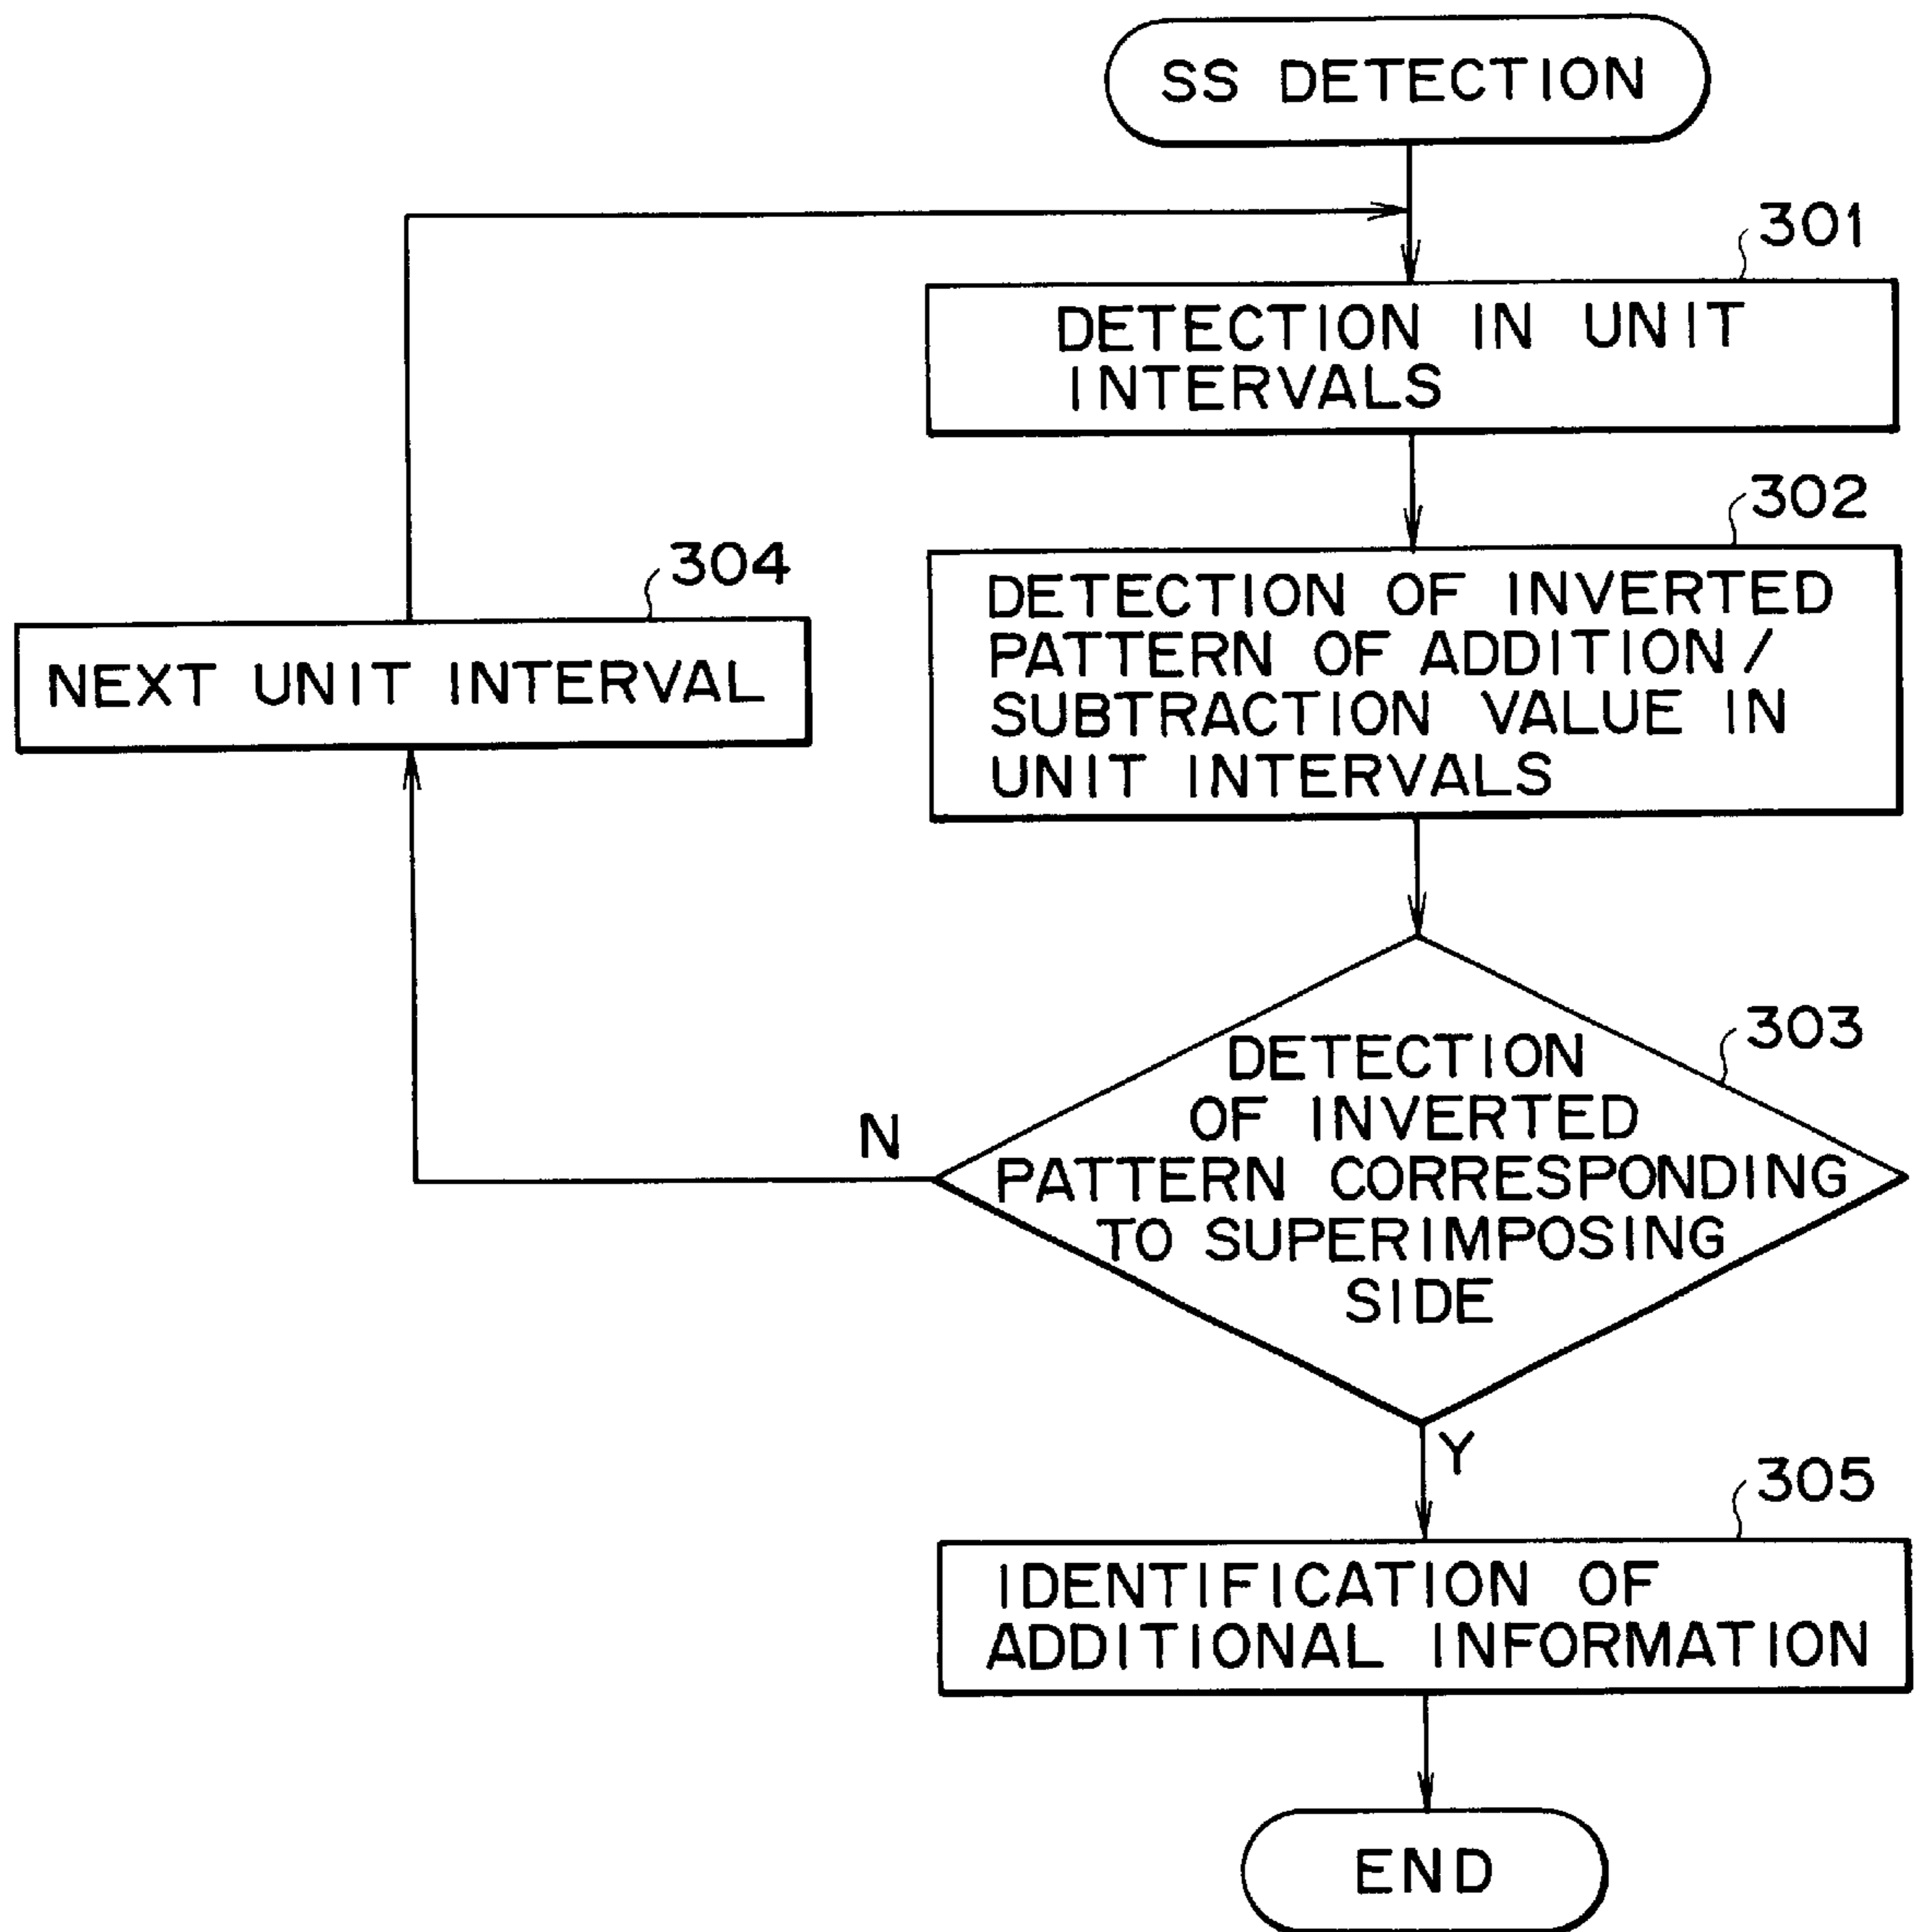 SS DETECTION
301
DETECTION IN UNIT
INTERVALS
302
DETECTION OF INVERTED
PATTERN OF ADDITION/
SUBTRACTION VALUE IN
UNIT INTERVALS
304
NEXT UNIT INTERVAL
303
DETECTION
OF INVERTED
PATTERN CORRESPONDING
TO SUPERIMPOSING
SIDE
N
Y
305
IDENTIFICATION OF
ADDITIONAL INFORMATION
END